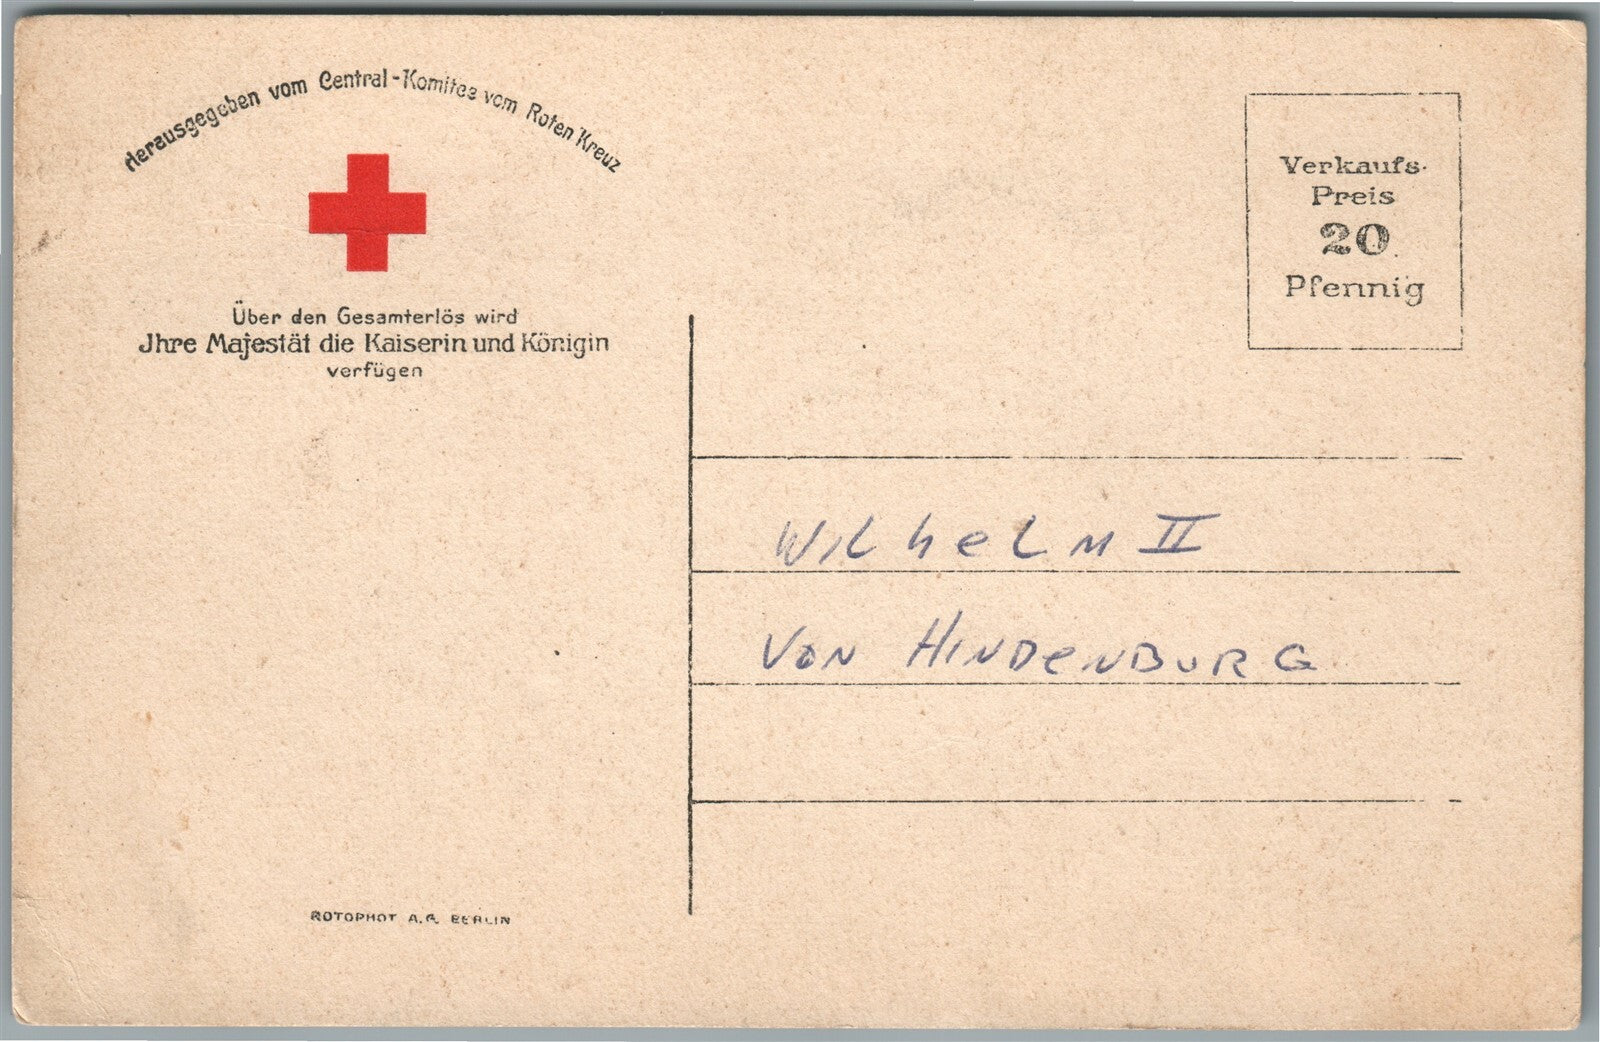 Herausgegeben vom Central-Komitee vom Roten Kreuz
Über den Gesamterlös wird
Jhre Majestät die Kaiserin und Königin
verfügen
Verkaufs-
Preis
20
Pfennig
Wilhelm II
Von Hindenburg
ROTOPHOT A.G. BERLIN